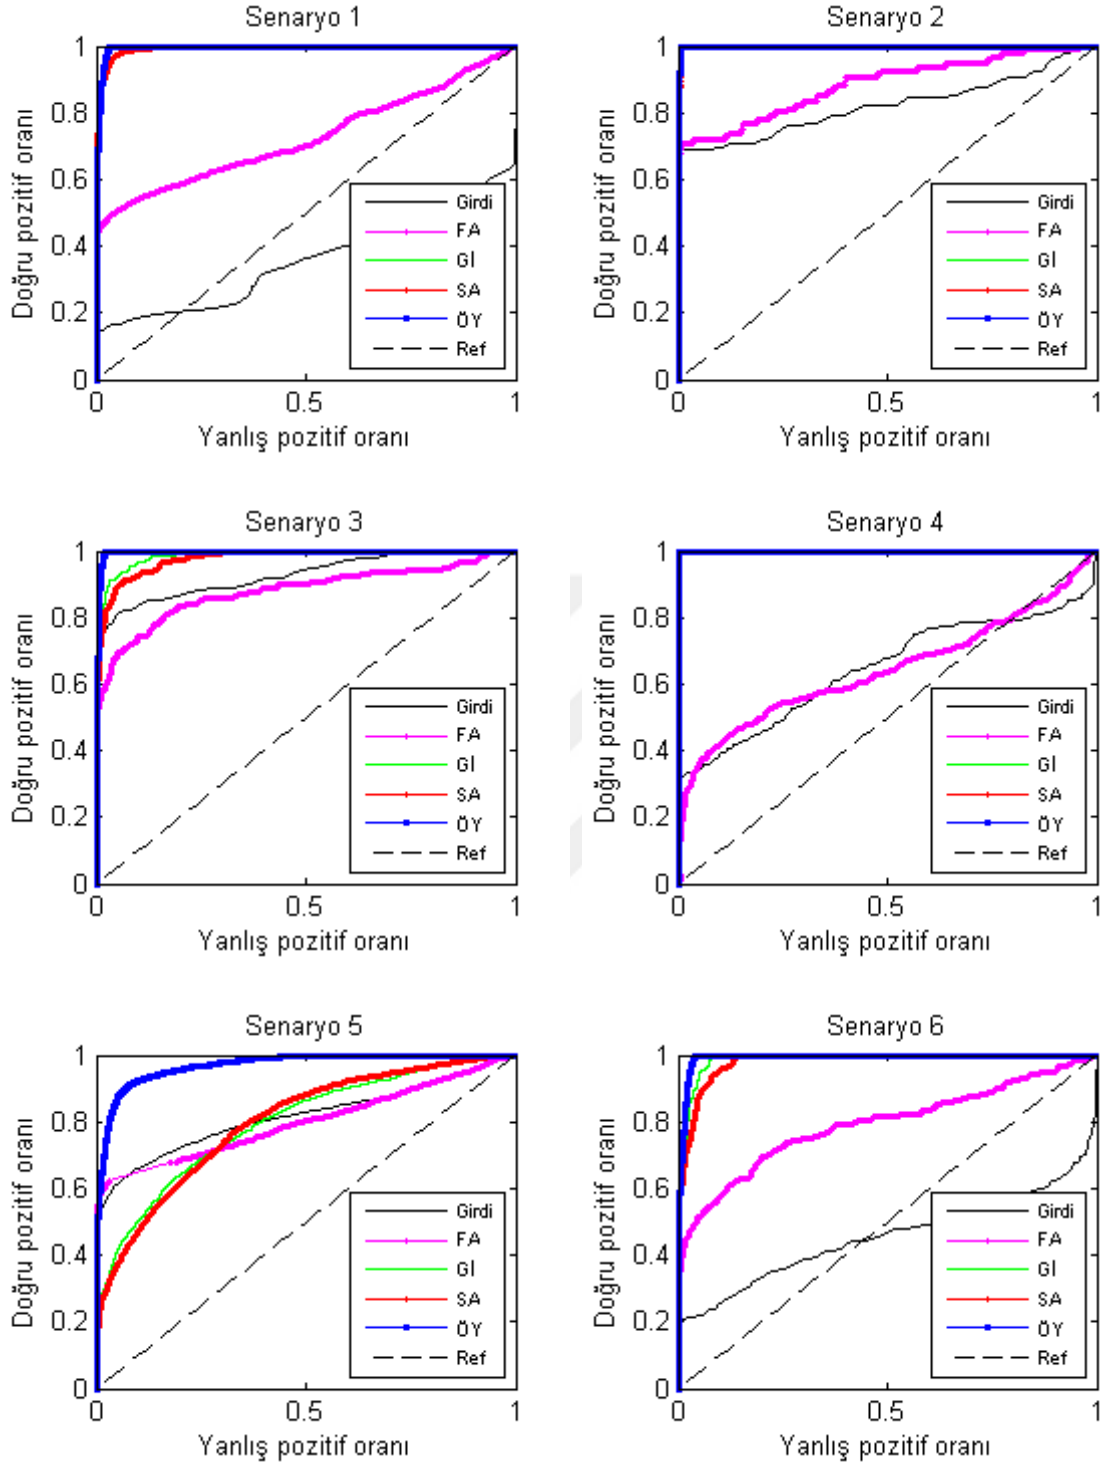 Senaryo 1
Doğru pozitif oranı
1
0.8
0.6
0.4
0.2
0
0
0.5
1
Yanlış pozitif oranı
Girdi
FA
Gİ
SA
ÖY
Ref
Senaryo 2
Doğru pozitif oranı
1
0.8
0.6
0.4
0.2
0
0
0.5
1
Yanlış pozitif oranı
Girdi
FA
Gİ
SA
ÖY
Ref
Senaryo 3
Doğru pozitif oranı
1
0.8
0.6
0.4
0.2
0
0
0.5
1
Yanlış pozitif oranı
Girdi
FA
Gİ
SA
ÖY
Ref
Senaryo 4
Doğru pozitif oranı
1
0.8
0.6
0.4
0.2
0
0
0.5
1
Yanlış pozitif oranı
Girdi
FA
Gİ
SA
ÖY
Ref
Senaryo 5
Doğru pozitif oranı
1
0.8
0.6
0.4
0.2
0
0
0.5
1
Yanlış pozitif oranı
Girdi
FA
Gİ
SA
ÖY
Ref
Senaryo 6
Doğru pozitif oranı
1
0.8
0.6
0.4
0.2
0
0
0.5
1
Yanlış pozitif oranı
Girdi
FA
Gİ
SA
ÖY
Ref